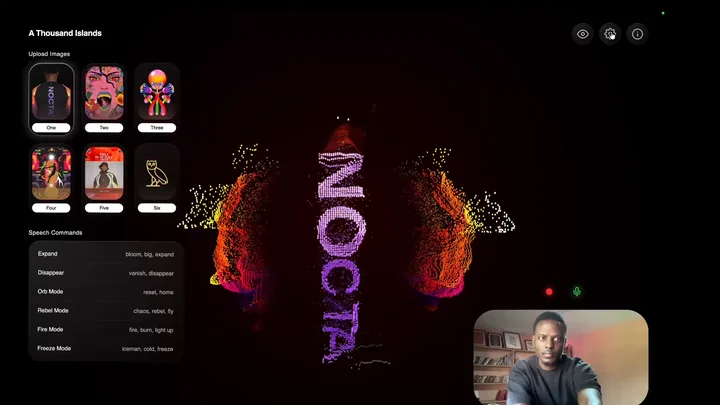 A Thousand Islands
Upload Images
NOCTA
One
Two
Three
Four
Five
Six
Speech Commands
Expand bloom, big, expand
Disappear vanish, disappear
Orb Mode reset, home
Rebel Mode chaos, rebel, fly
Fire Mode fire, burn, light up
Freeze Mode iceman, cold, freeze
NOCTA